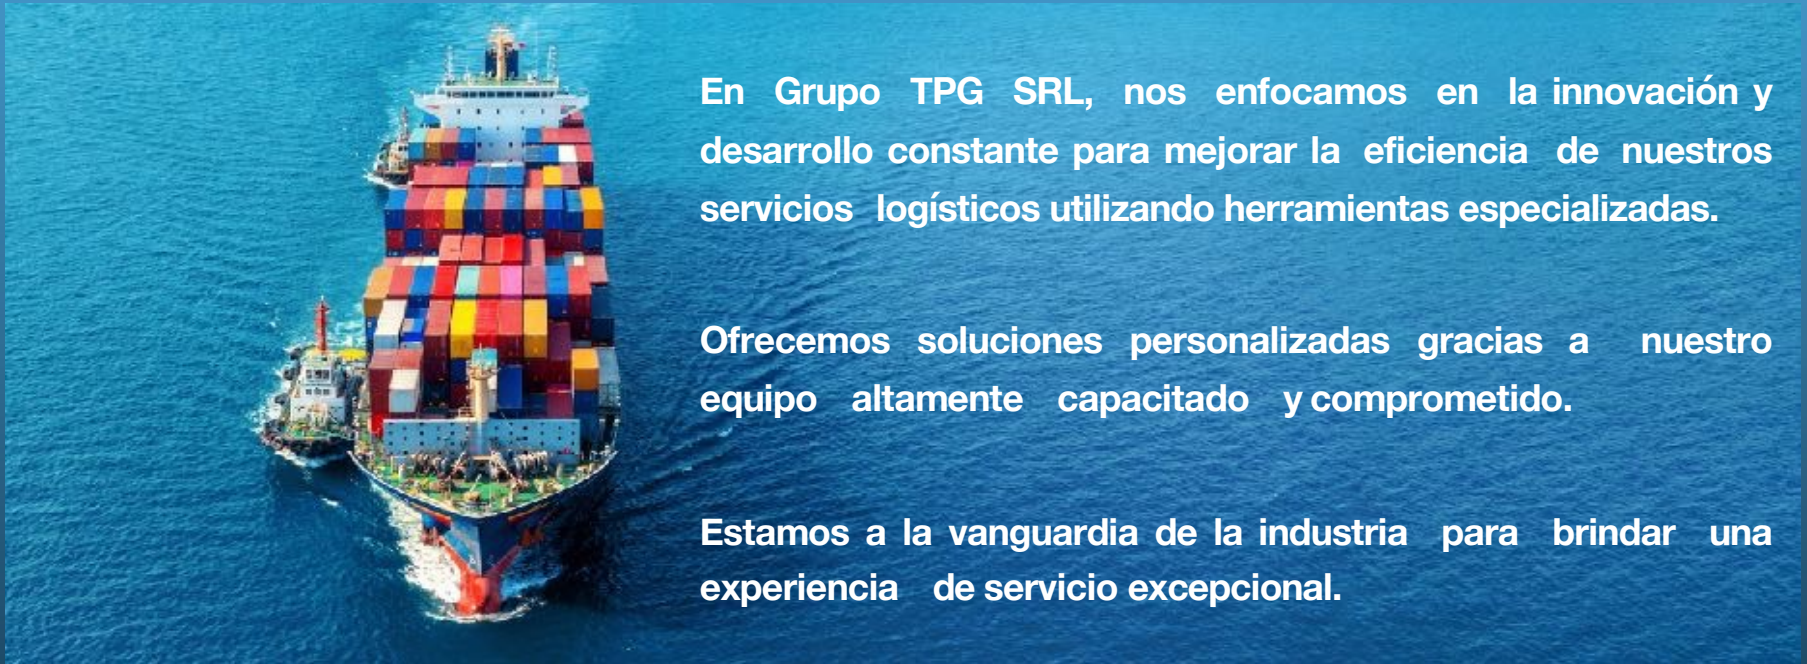 En Grupo TPG SRL, nos enfocamos en la innovación y
desarrollo constante para mejorar la eficiencia de nuestros
servicios logísticos utilizando herramientas especializadas.
Ofrecemos soluciones personalizadas gracias a nuestro
equipo altamente capacitado y comprometido.
Estamos a la vanguardia de la industria para brindar una
experiencia de servicio excepcional.